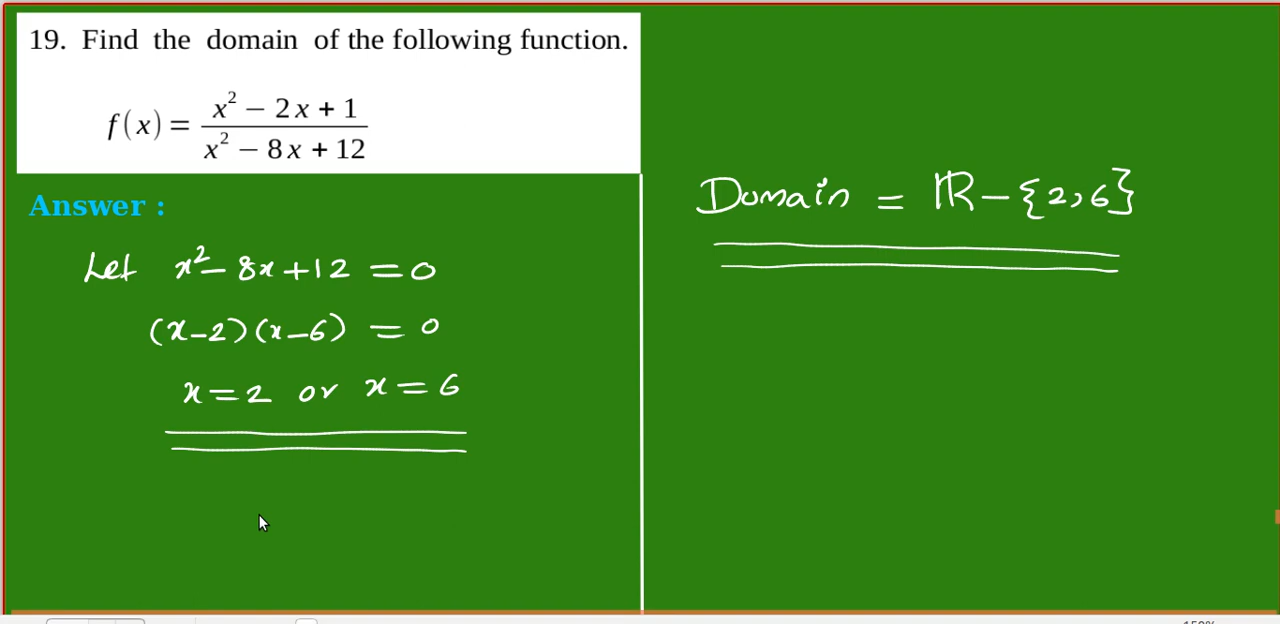 19. Find the domain of the following function.
f(x) = (x² − 2x + 1)/(x² − 8x + 12)
Answer :
Let x² − 8x + 12 = 0
(x−2)(x−6) = 0
x = 2 or x = 6
Domain = ℝ − {2,6}